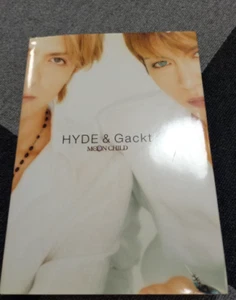 HYDE & Gackt
MOON CHILD